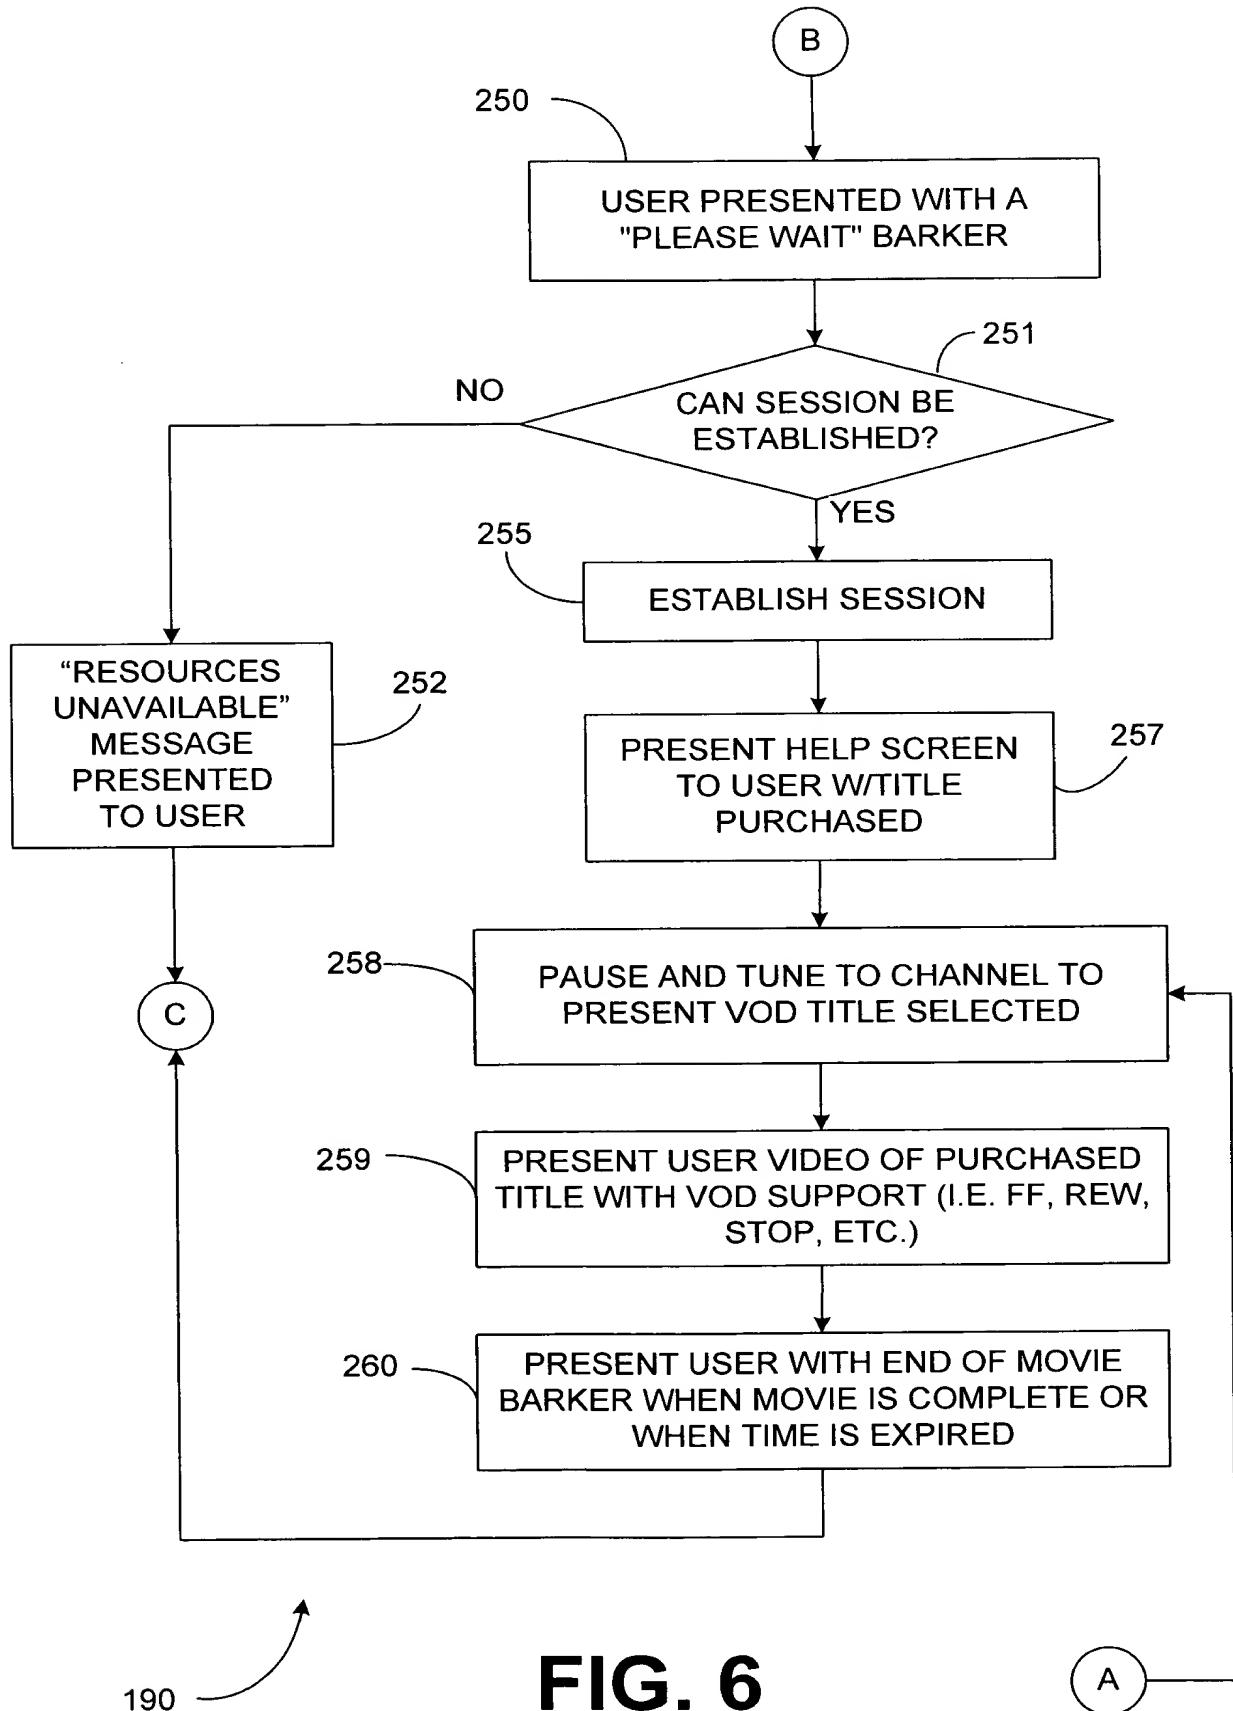 B
250
USER PRESENTED WITH A
"PLEASE WAIT" BARKER
251
NO
CAN SESSION BE
ESTABLISHED?
YES
255
ESTABLISH SESSION
“RESOURCES
UNAVAILABLE”
MESSAGE
PRESENTED
TO USER
252
PRESENT HELP SCREEN
TO USER W/TITLE
PURCHASED
257
258
PAUSE AND TUNE TO CHANNEL TO
PRESENT VOD TITLE SELECTED
C
259
PRESENT USER VIDEO OF PURCHASED
TITLE WITH VOD SUPPORT (I.E. FF, REW,
STOP, ETC.)
260
PRESENT USER WITH END OF MOVIE
BARKER WHEN MOVIE IS COMPLETE OR
WHEN TIME IS EXPIRED
190
FIG. 6
A